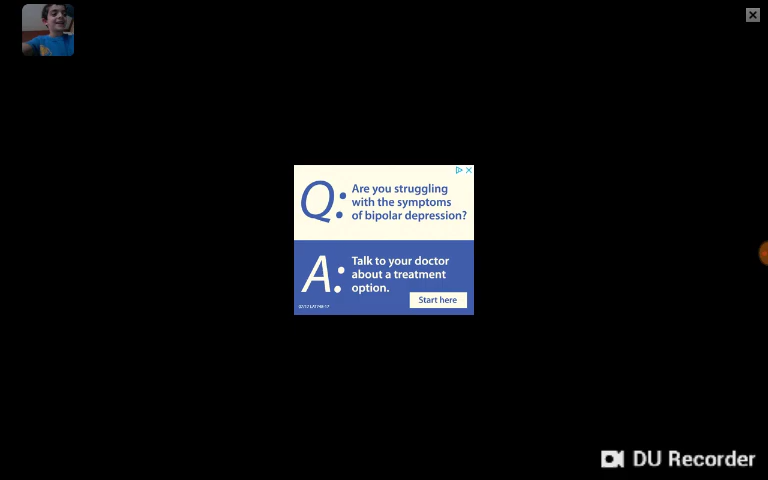 Q: Are you struggling
with the symptoms
of bipolar depression?
A: Talk to your doctor
about a treatment
option.
Start here
DU Recorder